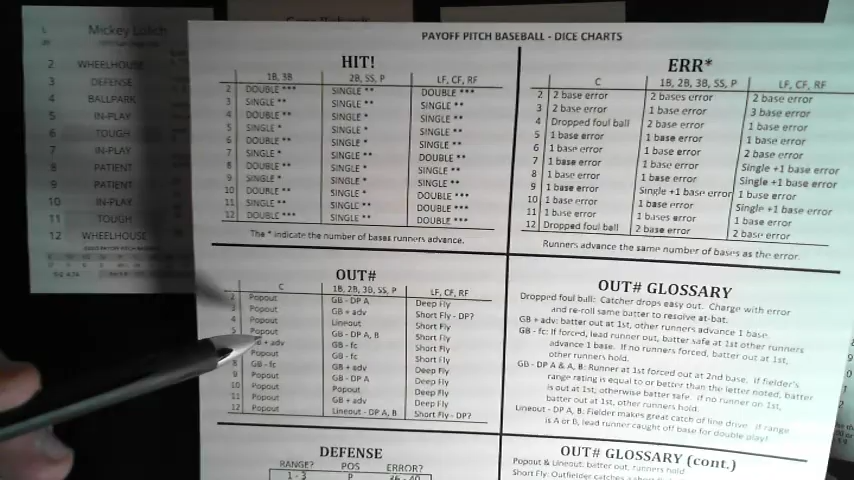 Mickey Lolich
2 WHEELHOUSE
3 DEFENSE
4 BALLPARK
5 IN-PLAY
6 TOUGH
7 IN-PLAY
8 PATIENT
9 PATIENT
10 IN-PLAY
11 TOUGH
12 WHEELHOUSE
PAYOFF PITCH BASEBALL - DICE CHARTS
HIT!
1B, 3B 2B, SS, P LF, CF, RF
2 DOUBLE *** SINGLE ** DOUBLE ***
3 SINGLE ** SINGLE ** SINGLE **
4 DOUBLE ** SINGLE * SINGLE **
5 SINGLE * SINGLE ** SINGLE **
6 DOUBLE ** SINGLE * SINGLE **
7 SINGLE * SINGLE ** DOUBLE **
8 DOUBLE ** SINGLE * SINGLE **
9 SINGLE * SINGLE * SINGLE **
10 DOUBLE ** SINGLE * DOUBLE **
11 SINGLE ** SINGLE * DOUBLE **
12 DOUBLE *** SINGLE ** DOUBLE ***
The * indicate the number of bases runners advance.
ERR*
C 1B, 2B, 3B, SS, P LF, CF, RF
2 2 base error 2 bases error 2 base error
3 2 base error 2 base error 3 base error
4 Dropped foul ball 2 base error 1 base error
5 1 base error 1 base error 1 base error
6 1 base error 1 base error 2 base error
7 1 base error 1 base error Single +1 base error
8 1 base error 1 base error Single +1 base error
9 1 base error Single +1 base error 1 base error
10 1 base error 1 base error Single +1 base error
11 1 base error 1 bases error 1 base error
12 Dropped foul ball 2 base error 2 base error
Runners advance the same number of bases as the error.
OUT#
C 1B, 2B, 3B, SS, P LF, CF, RF
2 Popout GB - DP A Deep Fly
3 Popout GB + adv Short Fly - DP?
4 Popout Lineout Short Fly
5 Popout GB - DP A, B Short Fly
+ adv GB - fc Short Fly
Popout GB - fc Short Fly
8 GB - fc GB + adv Deep Fly
9 Popout GB - DP A Deep Fly
10 Popout Popout Deep Fly
11 Popout GB + adv Deep Fly
12 Popout Lineout - DP A, B Short Fly - DP?
OUT# GLOSSARY
Dropped foul ball: Catcher drops easy out. Charge with error
and re-roll same batter to resolve at-bat.
GB + adv: batter out at 1st, other runners advance 1 base.
GB - fc: If forced, lead runner out, batter safe at 1st other runners
advance 1 base. If no runners forced, batter out at 1st,
other runners hold.
GB - DP A & A, B: Runner at 1st forced out at 2nd base. If fielder's
range rating is equal to or better than the letter noted, batter
is out at 1st, otherwise batter safe. If no runner on 1st,
batter out at 1st, other runners hold.
Lineout - DP A, B: Fielder makes great catch of line drive. If range
is A or B, lead runner caught off base for double play!
DEFENSE
RANGE? POS ERROR?
1 - 3 P 36 - 40
OUT# GLOSSARY (cont.)
Popout & Lineout: batter out, runners hold
Short Fly: Outfielder catches a short